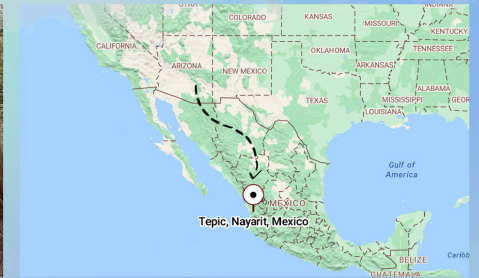 UTAH
COLORADO
KANSAS
MISSOURI
INDIANA
KENTUCKY
CALIFORNIA
OKLAHOMA
TENNESSEE
ARIZONA
NEW MEXICO
ARKANSAS
ALABAMA
MISSISSIPPI
GEOR
TEXAS
LOUISIANA
Gulf of
America
MEXICO
Tepic, Nayarit, Mexico
BELIZE
Caribb
GUATEMALA